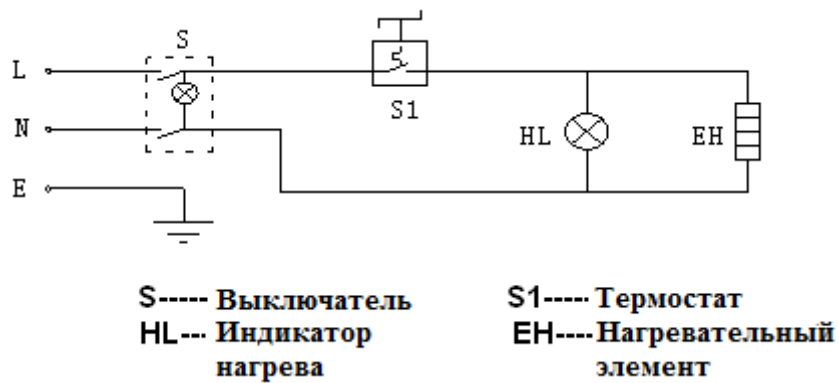 S
L
S1
N
HL
EH
E
S----- Выключатель
S1----- Термостат
HL--- Индикатор
нагрева
EH---- Нагревательный
элемент